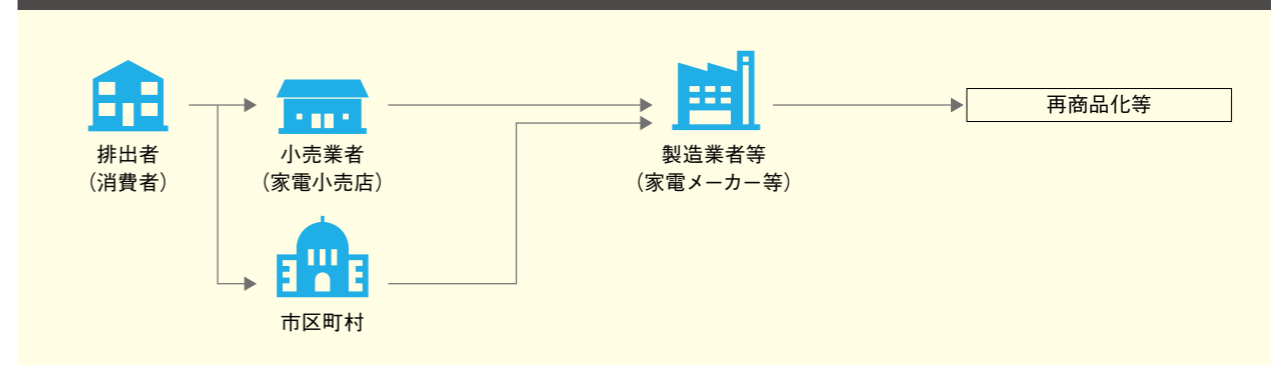 排出者
（消費者）
小売業者
（家電小売店）
市区町村
製造業者等
（家電メーカー等）
再商品化等